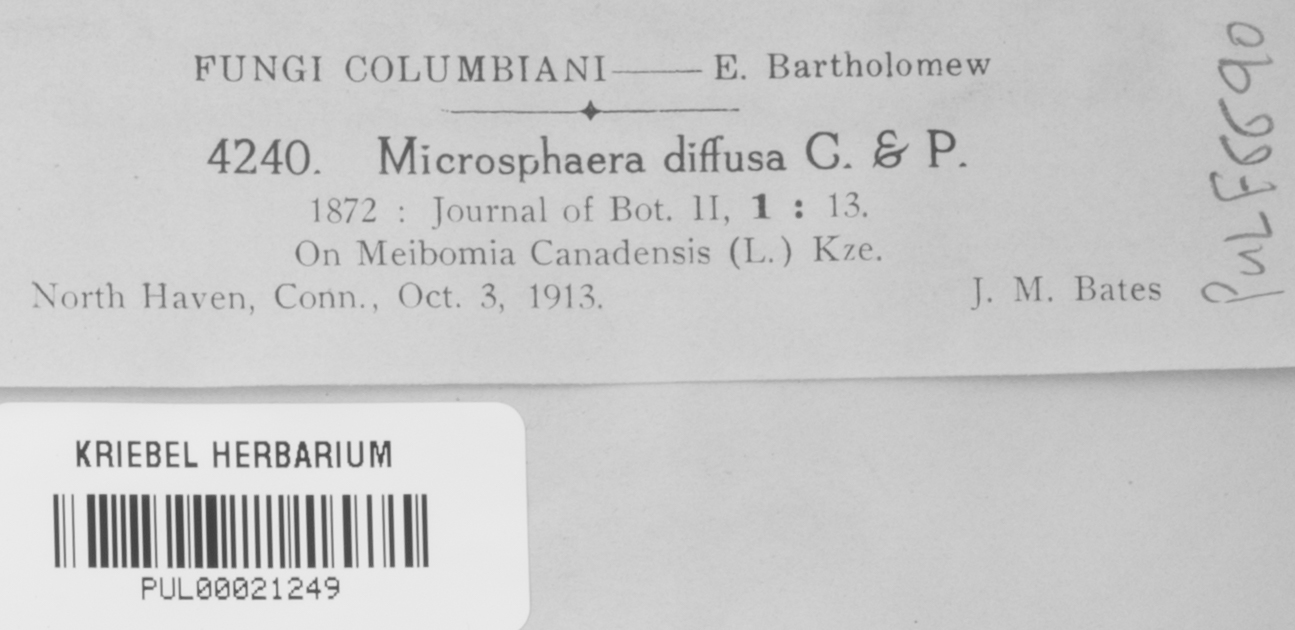 FUNGI COLUMBIANI—— E. Bartholomew
4240. Microsphaera diffusa C. & P.
1872 : Journal of Bot. II, 1 : 13.
On Meibomia Canadensis (L.) Kze.
North Haven, Conn., Oct. 3, 1913. J. M. Bates
PULF6690
KRIEBEL HERBARIUM
PUL00021249